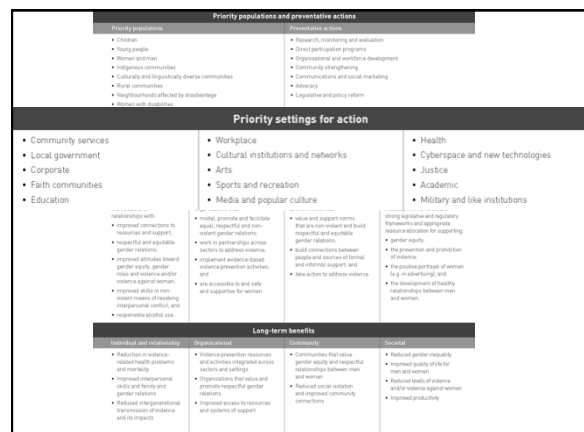 Priority populations and preventative actions
Priority populations
Preventative actions
• Children
• Young people
• Women and men
• Indigenous communities
• Culturally and linguistically diverse communities
• Rural communities
• Neighbourhoods affected by disadvantage
• Women with disabilities
• Research, monitoring and evaluation
• Direct participation programs
• Organisational and workforce development
• Community strengthening
• Communications and social marketing
• Advocacy
• Legislative and policy reform
Priority settings for action
• Community services
• Local government
• Corporate
• Faith communities
• Education
• Workplace
• Cultural institutions and networks
• Arts
• Sports and recreation
• Media and popular culture
• Health
• Cyberspace and new technologies
• Justice
• Academic
• Military and like institutions
relationships with:
• improved connections to
resources and support;
• respectful and equitable
gender relations;
• improved attitudes toward
gender equity, gender
roles and violence and/or
violence against women;
• improved skills in non-
violent means of resolving
interpersonal conflict; and
• responsible alcohol use.
• model, promote and facilitate
equal, respectful and non-
violent gender relations;
• work in partnerships across
sectors to address violence;
• implement evidence-based
violence prevention activities;
and
• are accessible to and safe
and supportive for women.
• value and support norms
that are non-violent and build
respectful and equitable
gender relations;
• build connections between
people and sources of formal
and informal support; and
• take action to address violence.
strong legislative and regulatory
frameworks and appropriate
resource allocation for supporting:
• gender equity;
• the prevention and prohibition
of violence;
• the positive portrayal of women
(e.g. in advertising); and
• the development of healthy
relationships between men
and women.
Long-term benefits
Individual and relationship
Organisational
Community
Societal
• Reduction in violence-
related health problems
and mortality
• Improved interpersonal
skills and family and
gender relations
• Reduced intergenerational
transmission of violence
and its impacts
• Violence prevention resources
and activities integrated across
sectors and settings
• Organisations that value and
promote respectful gender
relations
• Improved access to resources
and systems of support
• Communities that value
gender equity and respectful
relationships between men
and women
• Reduced social isolation
and improved community
connections
• Reduced gender inequality
• Improved quality of life for
men and women
• Reduced levels of violence
and/or violence against women
• Improved productivity